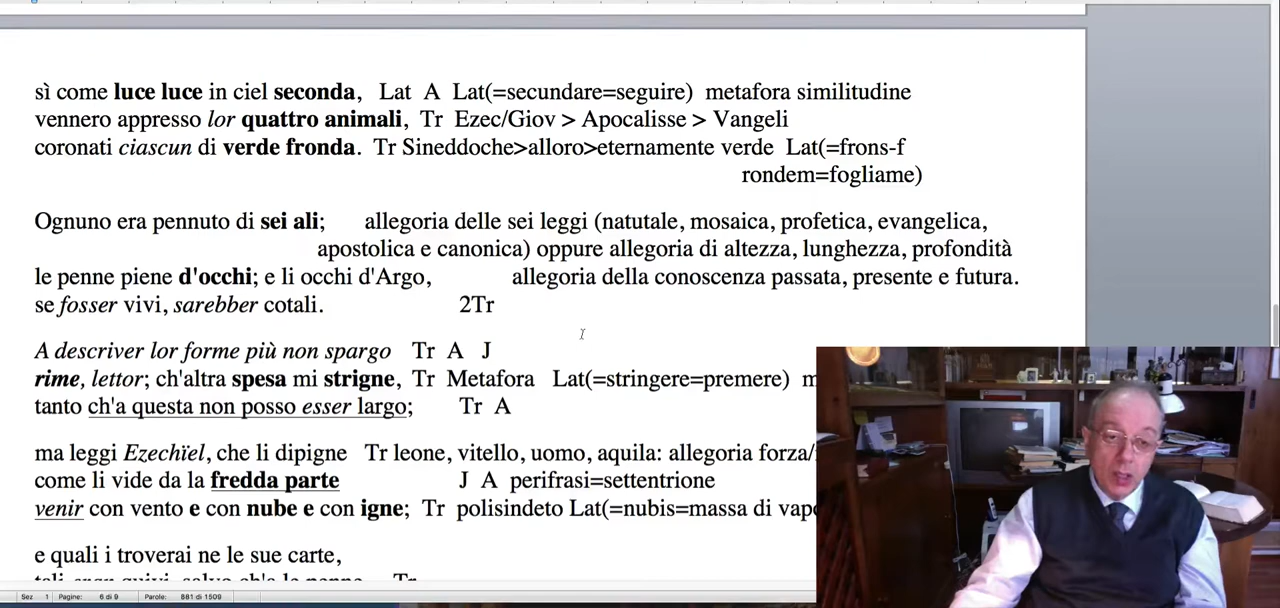 sì come luce luce in ciel seconda, Lat A Lat(=secundare=seguire) metafora similitudine
vennero appresso lor quattro animali, Tr Ezec/Giov > Apocalisse > Vangeli
coronati ciascun di verde fronda. Tr Sineddoche>alloro>eternamente verde Lat(=frons-f
rondem=fogliame)
Ognuno era pennuto di sei ali; allegoria delle sei leggi (natutale, mosaica, profetica, evangelica,
apostolica e canonica) oppure allegoria di altezza, lunghezza, profondità
le penne piene d'occhi; e li occhi d'Argo, allegoria della conoscenza passata, presente e futura.
se fosser vivi, sarebber cotali. 2Tr
A descriver lor forme più non spargo Tr A J
rime, lettor; ch'altra spesa mi strigne, Tr Metafora Lat(=stringere=premere) m
tanto ch'a questa non posso esser largo; Tr A
ma leggi Ezechïel, che li dipigne Tr leone, vitello, uomo, aquila: allegoria forza/
come li vide da la fredda parte J A perifrasi=settentrione
venir con vento e con nube e con igne; Tr polisindeto Lat(=nubis=massa di vapo
e quali i troverai ne le sue carte,
Sez 1 Pagine: 6 di 9 Parole: 881 di 1509